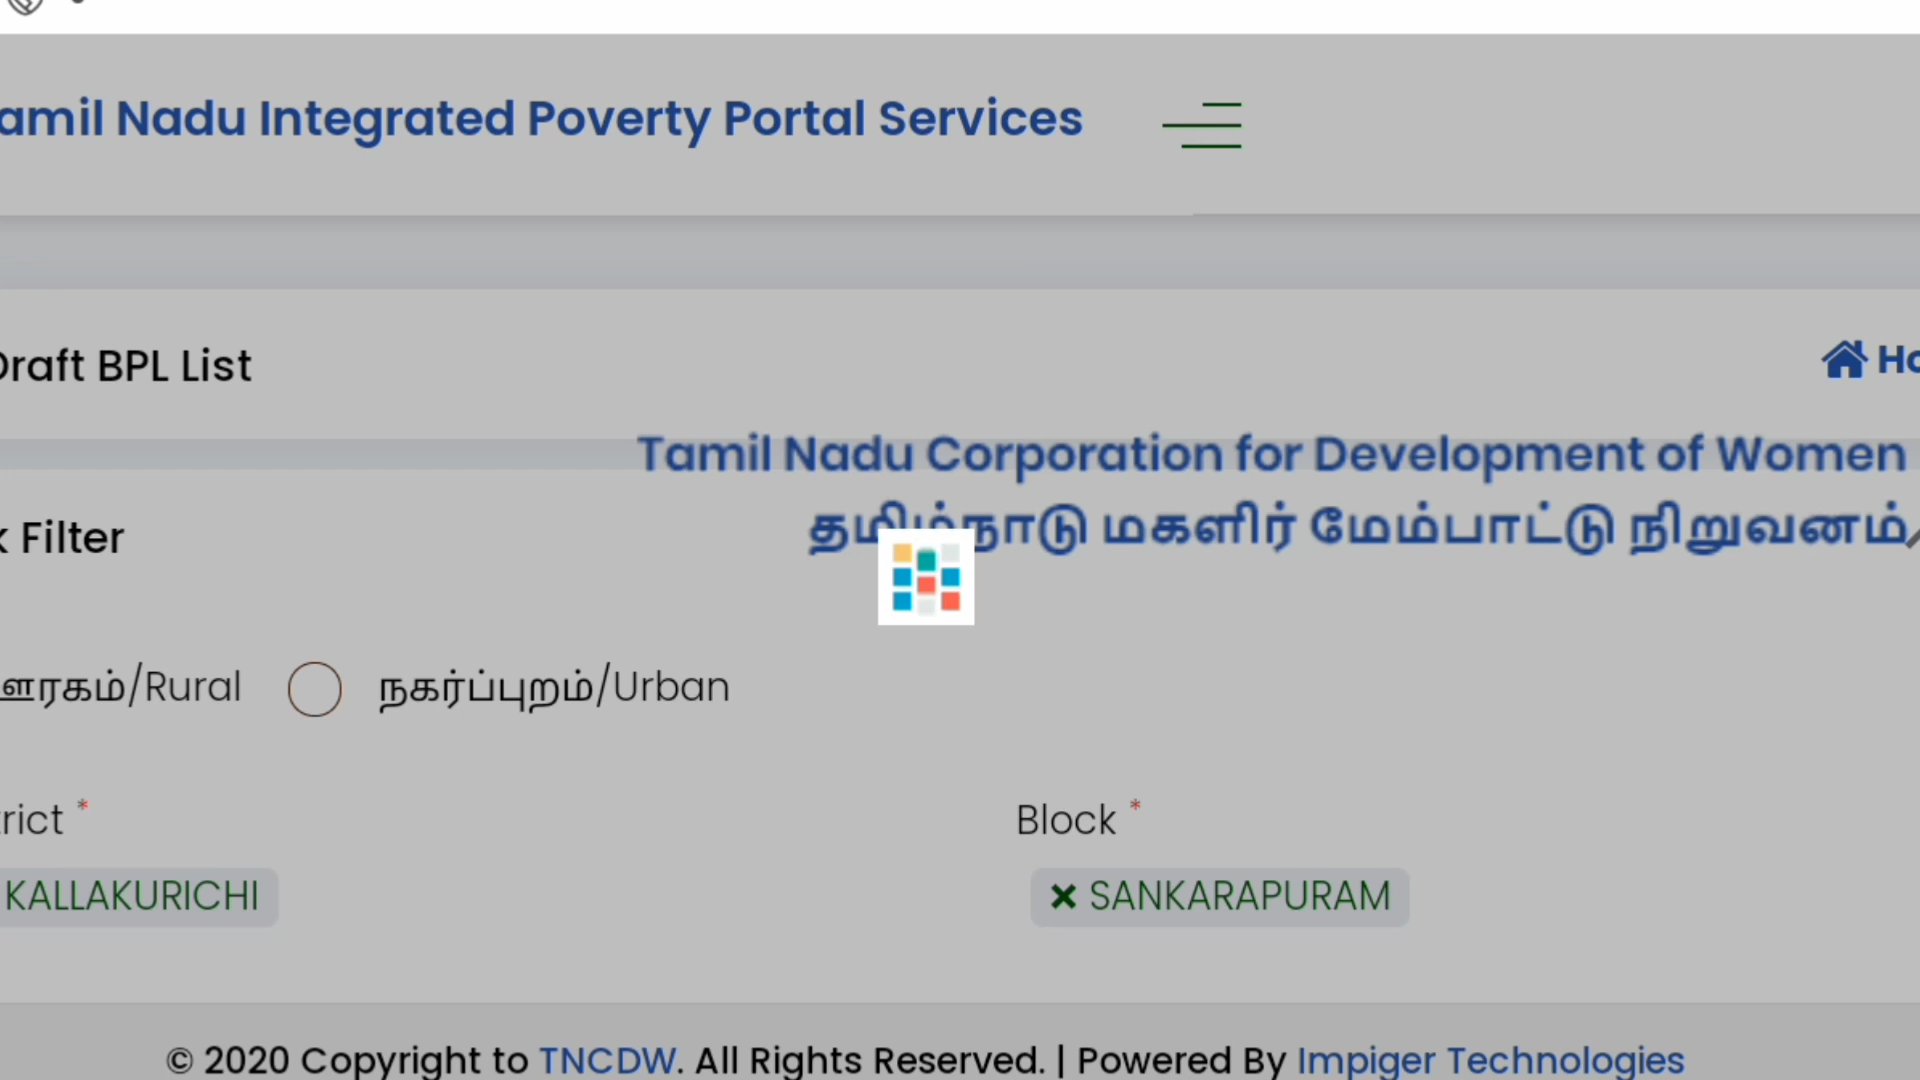 amil Nadu Integrated Poverty Portal Services
Draft BPL List
Ho
Tamil Nadu Corporation for Development of Women
தமிழ்நாடு மகளிர் மேம்பாட்டு நிறுவனம்
k Filter
ஊரகம்/Rural
நகர்ப்புறம்/Urban
rict *
Block *
KALLAKURICHI
× SANKARAPURAM
© 2020 Copyright to TNCDW. All Rights Reserved. | Powered By Impiger Technologies